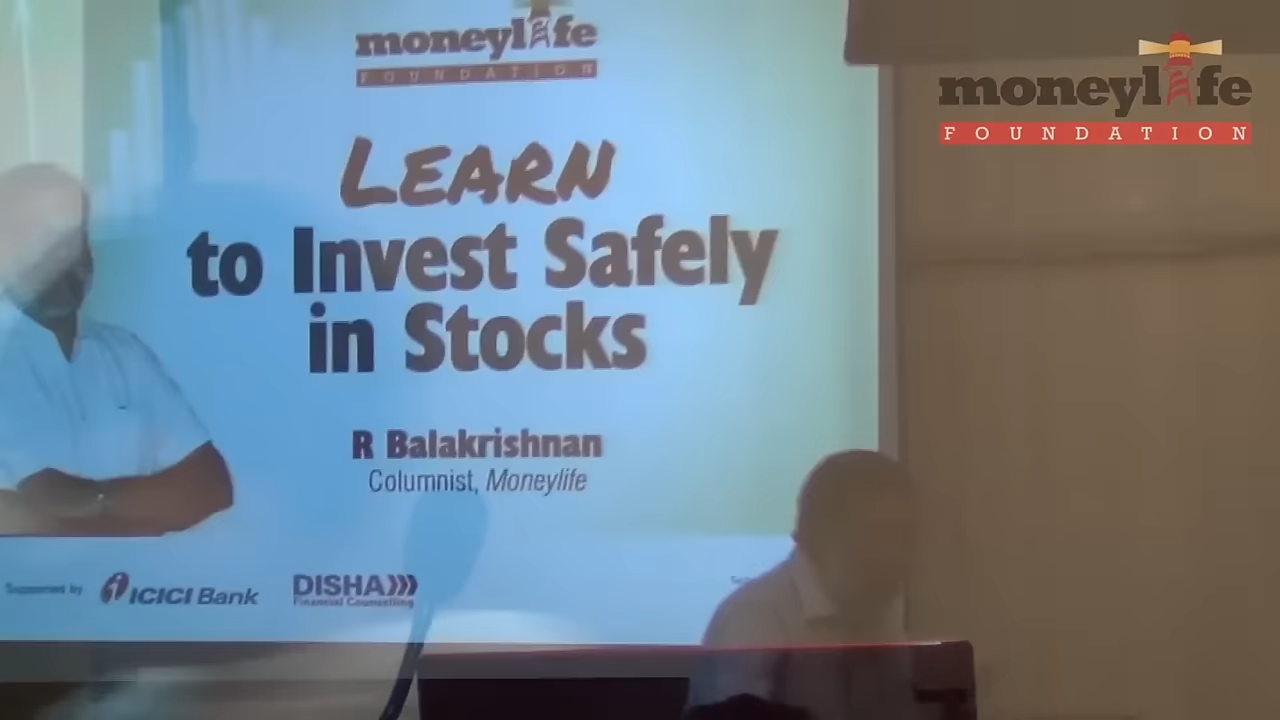 moneylife
FOUNDATION
moneylife
FOUNDATION
LEARN
to Invest Safely
in Stocks
R Balakrishnan
Columnist, Moneylife
Supported by
ICICI Bank
DISHA
Financial Counselling